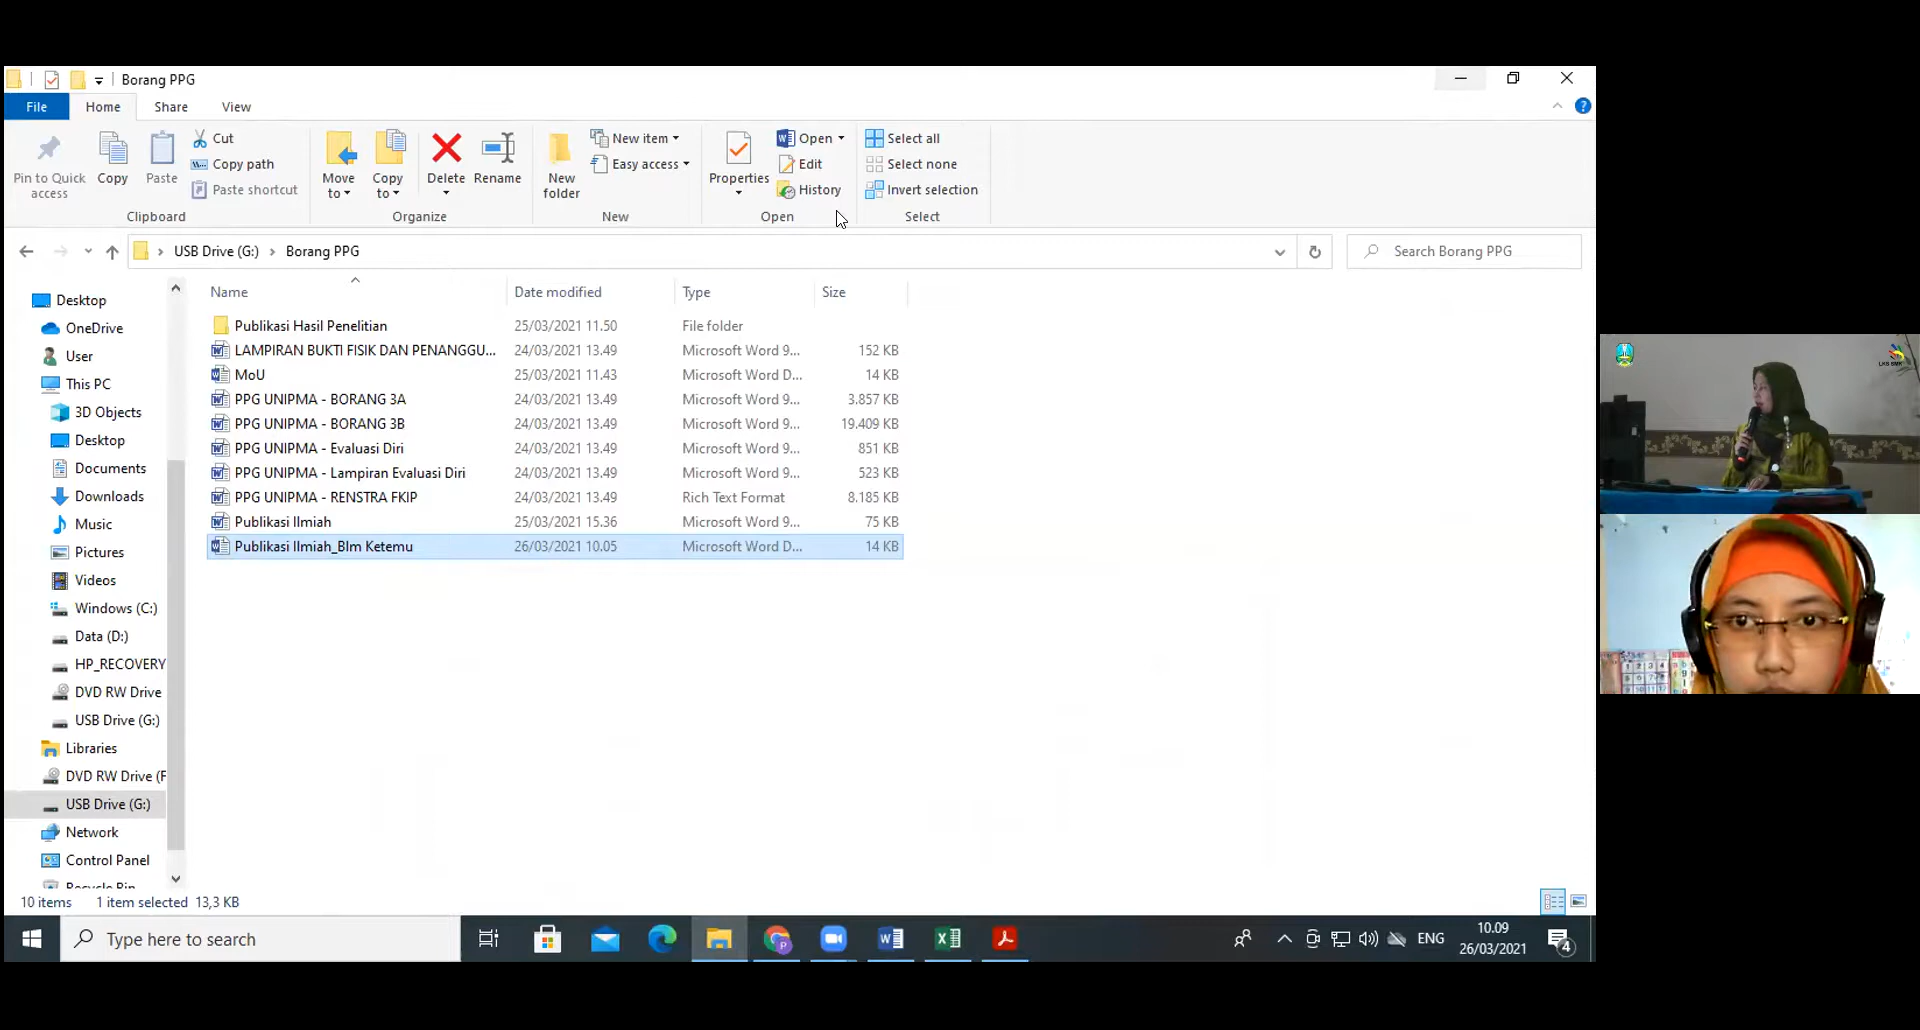 Borang PPG
File Home Share View
Pin to Quick access
Copy
Paste
Cut
Copy path
Paste shortcut
Clipboard
Move to
Copy to
Delete
Rename
Organize
New folder
New item
Easy access
New
Properties
Open
Edit
History
Open
Select all
Select none
Invert selection
Select
USB Drive (G:) Borang PPG
Search Borang PPG
Desktop
OneDrive
User
This PC
3D Objects
Desktop
Documents
Downloads
Music
Pictures
Videos
Windows (C:)
Data (D:)
HP_RECOVERY
DVD RW Drive
USB Drive (G:)
Libraries
DVD RW Drive (F
USB Drive (G:)
Network
Control Panel
Recycle Bin
Name Date modified Type Size
Publikasi Hasil Penelitian 25/03/2021 11.50 File folder
LAMPIRAN BUKTI FISIK DAN PENANGGU... 24/03/2021 13.49 Microsoft Word 9... 152 KB
MoU 25/03/2021 11.43 Microsoft Word D... 14 KB
PPG UNIPMA - BORANG 3A 24/03/2021 13.49 Microsoft Word 9... 3.857 KB
PPG UNIPMA - BORANG 3B 24/03/2021 13.49 Microsoft Word 9... 19.409 KB
PPG UNIPMA - Evaluasi Diri 24/03/2021 13.49 Microsoft Word 9... 851 KB
PPG UNIPMA - Lampiran Evaluasi Diri 24/03/2021 13.49 Microsoft Word 9... 523 KB
PPG UNIPMA - RENSTRA FKIP 24/03/2021 13.49 Rich Text Format 8.185 KB
Publikasi Ilmiah 25/03/2021 15.36 Microsoft Word 9... 75 KB
Publikasi Ilmiah_Blm Ketemu 26/03/2021 10.05 Microsoft Word D... 14 KB
10 items 1 item selected 13,3 KB
Type here to search
ENG
10.09
26/03/2021
4
LKS SMK